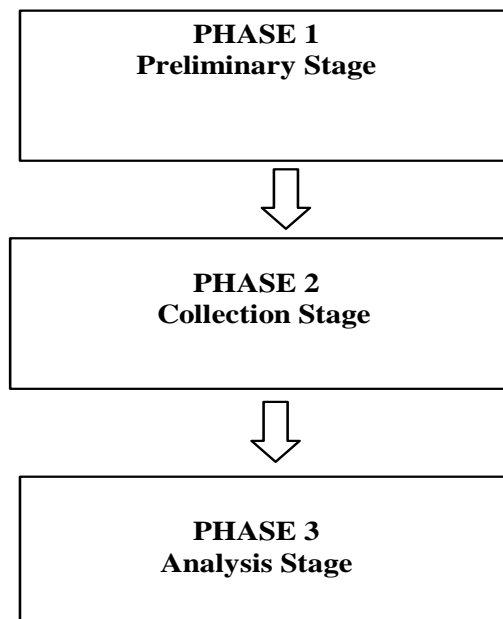 PHASE 1
Preliminary Stage
PHASE 2
Collection Stage
PHASE 3
Analysis Stage